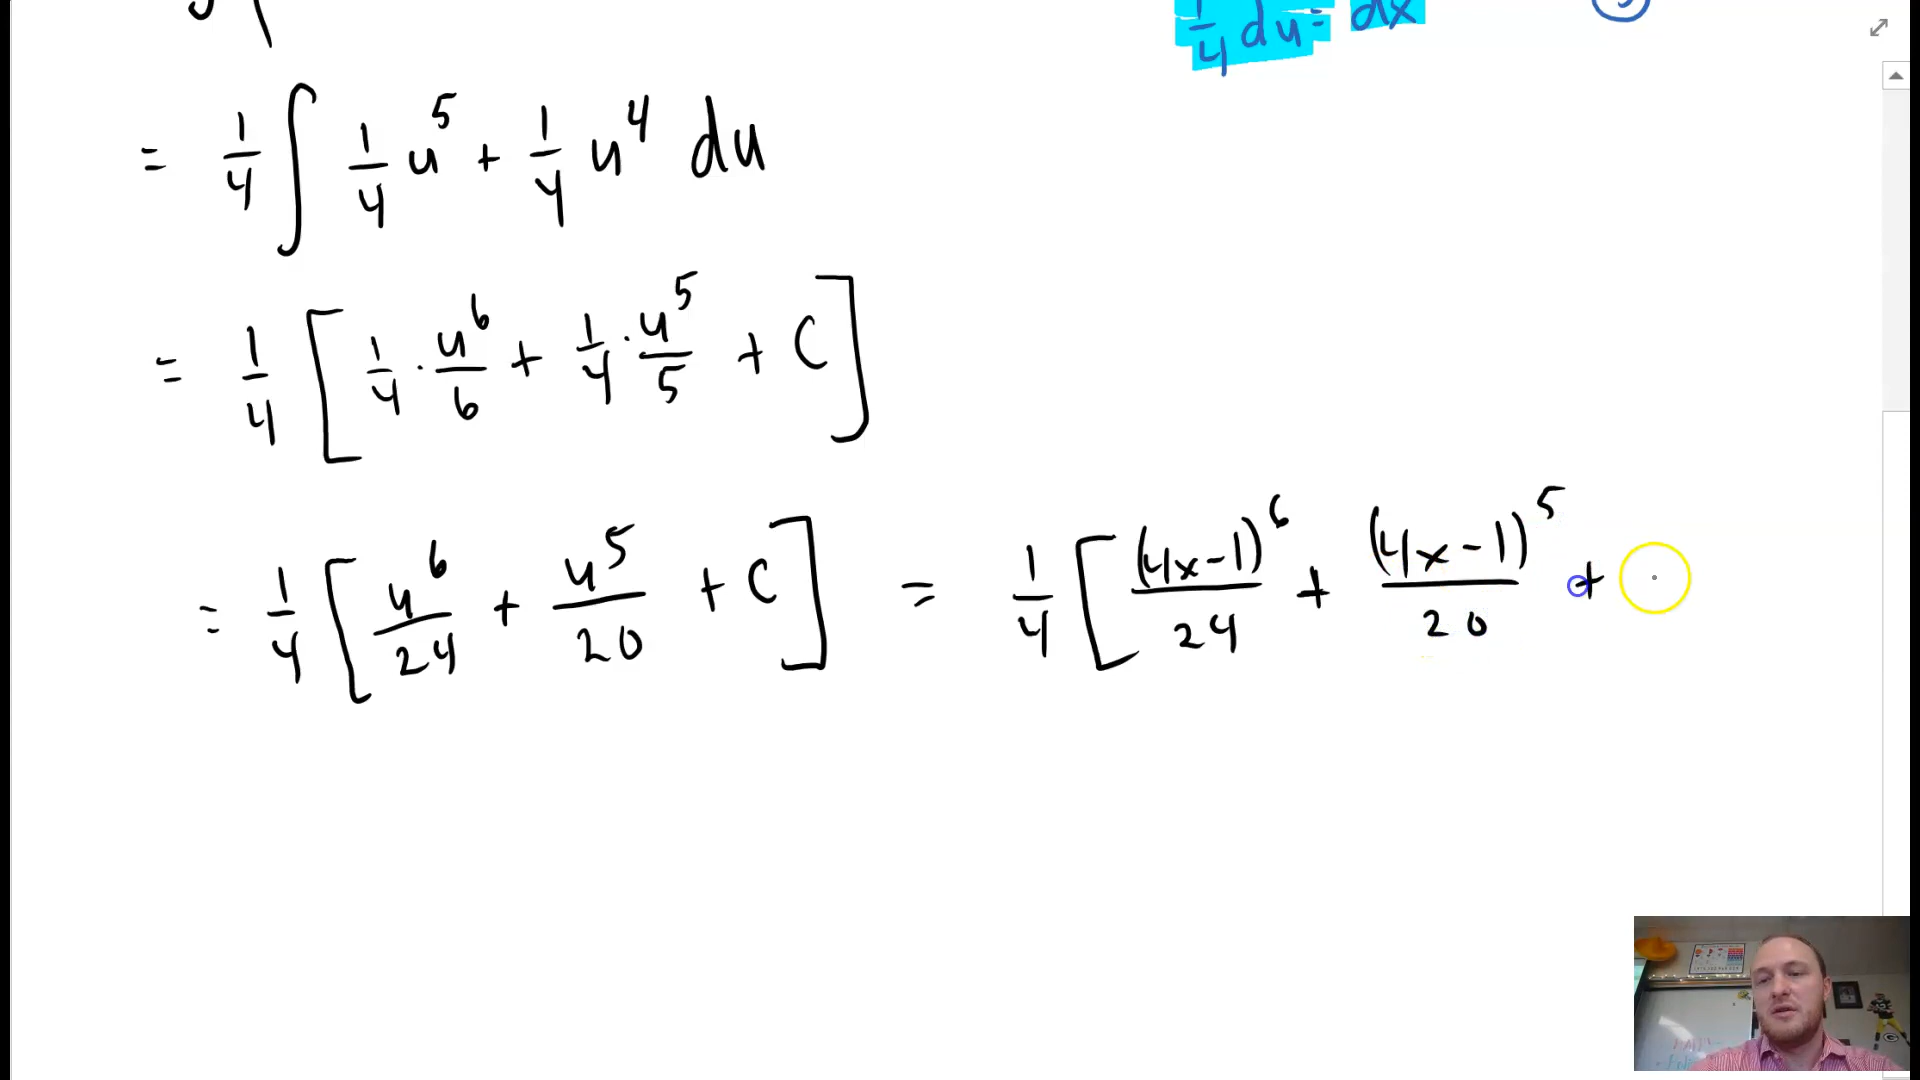 1/4 du = dx
= 1/4 ∫ 1/4 u^5 + 1/4 u^4 du
= 1/4 [ 1/4 · u^6/6 + 1/4 · u^5/5 + C ]
= 1/4 [ u^6/24 + u^5/20 + C ] = 1/4 [ (4x-1)^6/24 + (4x-1)^5/20 +